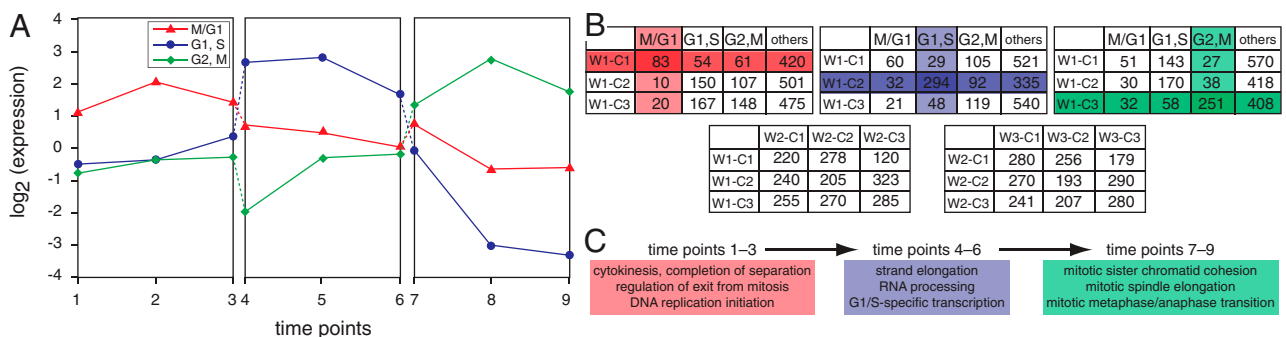 A
B
M/G1
G1, S
G2, M
log2 (expression)
4
3
2
1
0
-1
-2
-3
-4
1 2 3 4 5 6 7 8 9
time points
M/G1 G1,S G2,M others
W1-C1 83 54 61 420
W1-C2 10 150 107 501
W1-C3 20 167 148 475
M/G1 G1,S G2,M others
W1-C1 60 29 105 521
W1-C2 32 294 92 335
W1-C3 21 48 119 540
M/G1 G1,S G2,M others
W1-C1 51 143 27 570
W1-C2 30 170 38 418
W1-C3 32 58 251 408
W2-C1 W2-C2 W2-C3
W1-C1 220 278 120
W1-C2 240 205 323
W1-C3 255 270 285
W3-C1 W3-C2 W3-C3
W2-C1 280 256 179
W2-C2 270 193 290
W2-C3 241 207 280
C
time points 1–3
time points 4–6
time points 7–9
cytokinesis, completion of separation
regulation of exit from mitosis
DNA replication initiation
strand elongation
RNA processing
G1/S-specific transcription
mitotic sister chromatid cohesion
mitotic spindle elongation
mitotic metaphase/anaphase transition